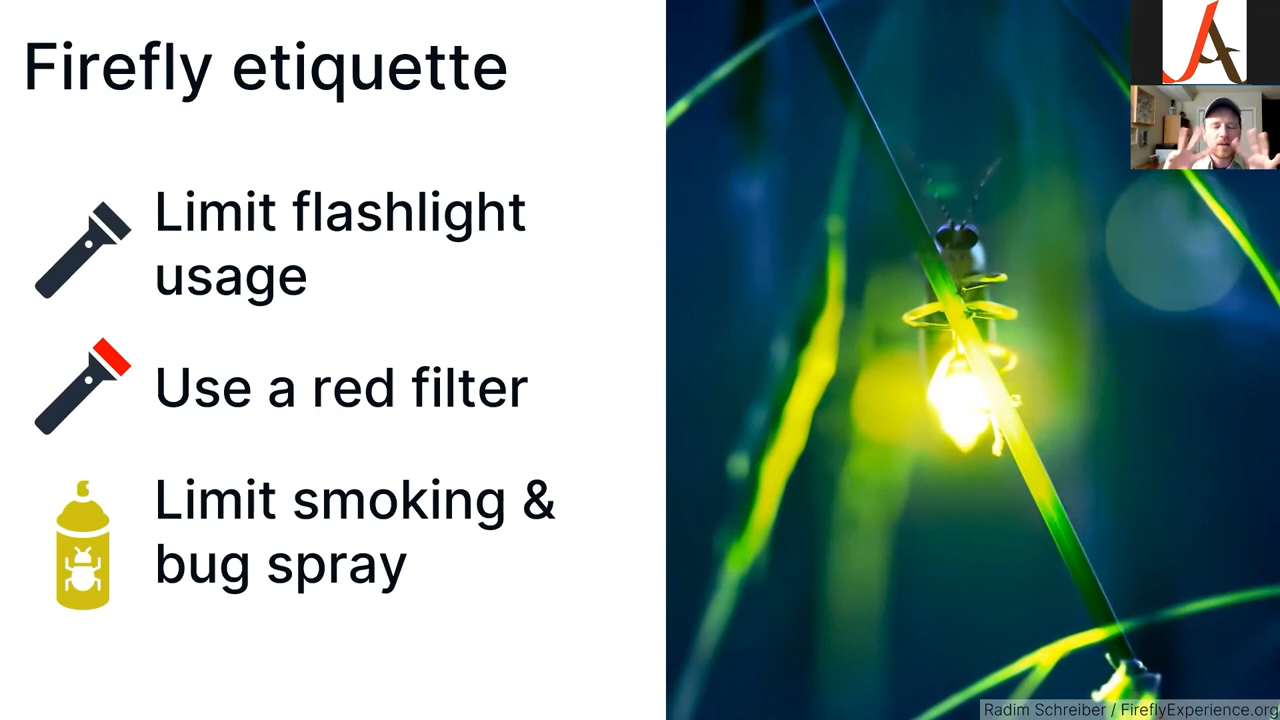 Firefly etiquette
Limit flashlight
usage
Use a red filter
Limit smoking &
bug spray
Radim Schreiber / FireflyExperience.org